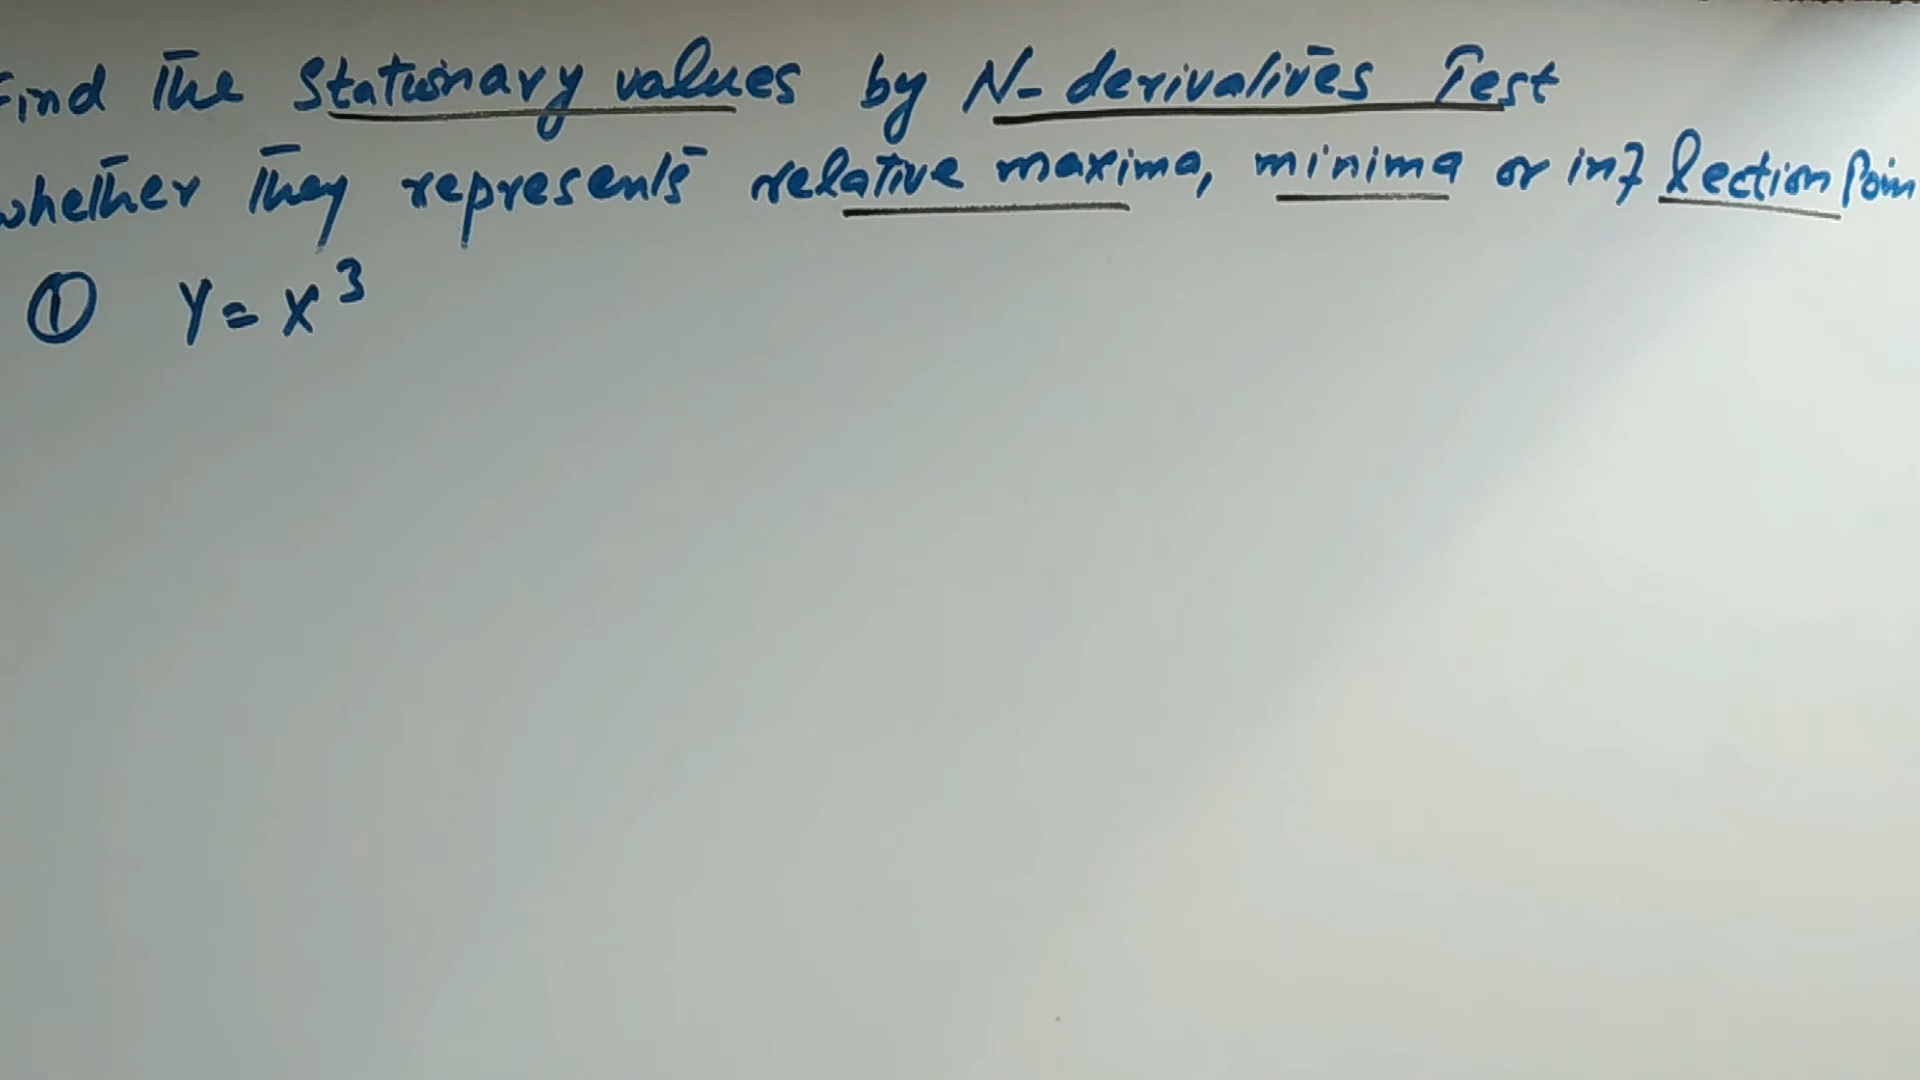 Find the Stationary values by N-derivatives Test
whether they represents relative maxima, minima or inflection Poin
① Y = X³